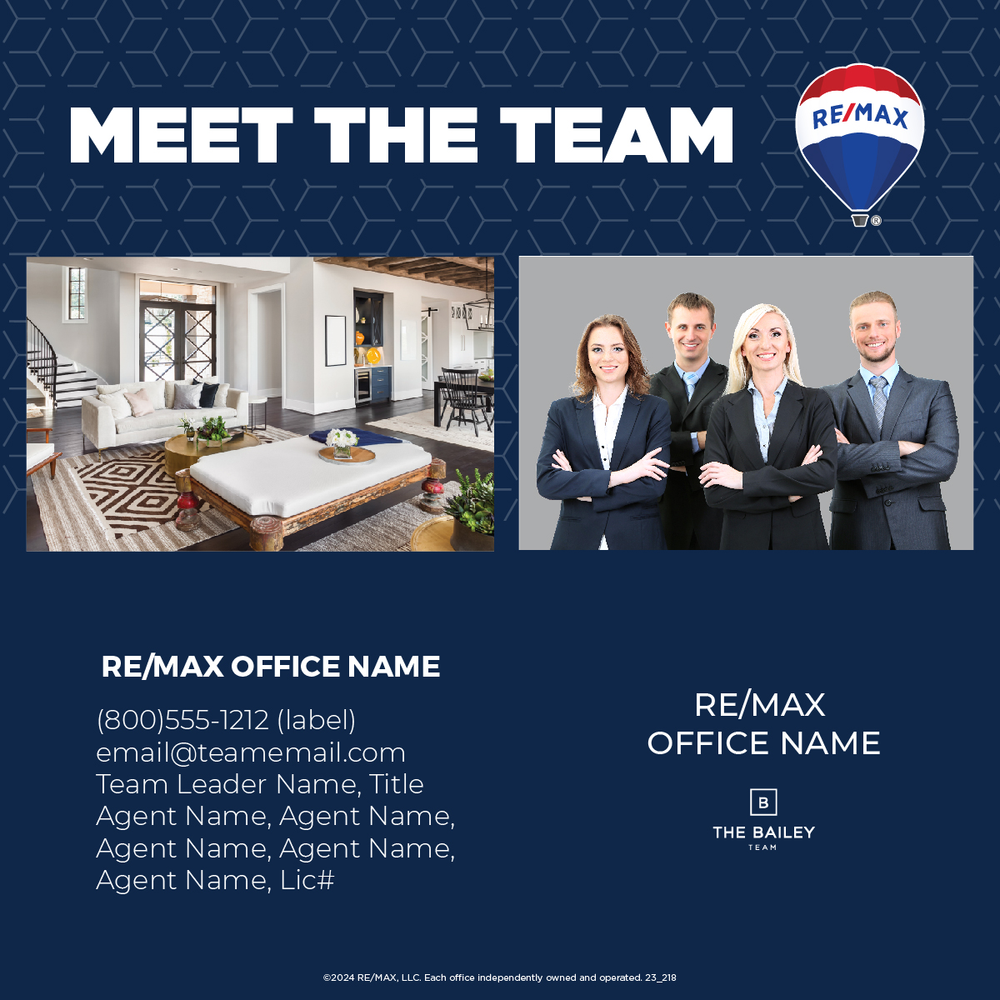 MEET THE TEAM
RE/MAX
®
RE/MAX OFFICE NAME
(800)555-1212 (label)
email@teamemail.com
Team Leader Name, Title
Agent Name, Agent Name,
Agent Name, Agent Name,
Agent Name, Lic#
RE/MAX
OFFICE NAME
B
THE BAILEY
TEAM
©2024 RE/MAX, LLC. Each office independently owned and operated. 23_218